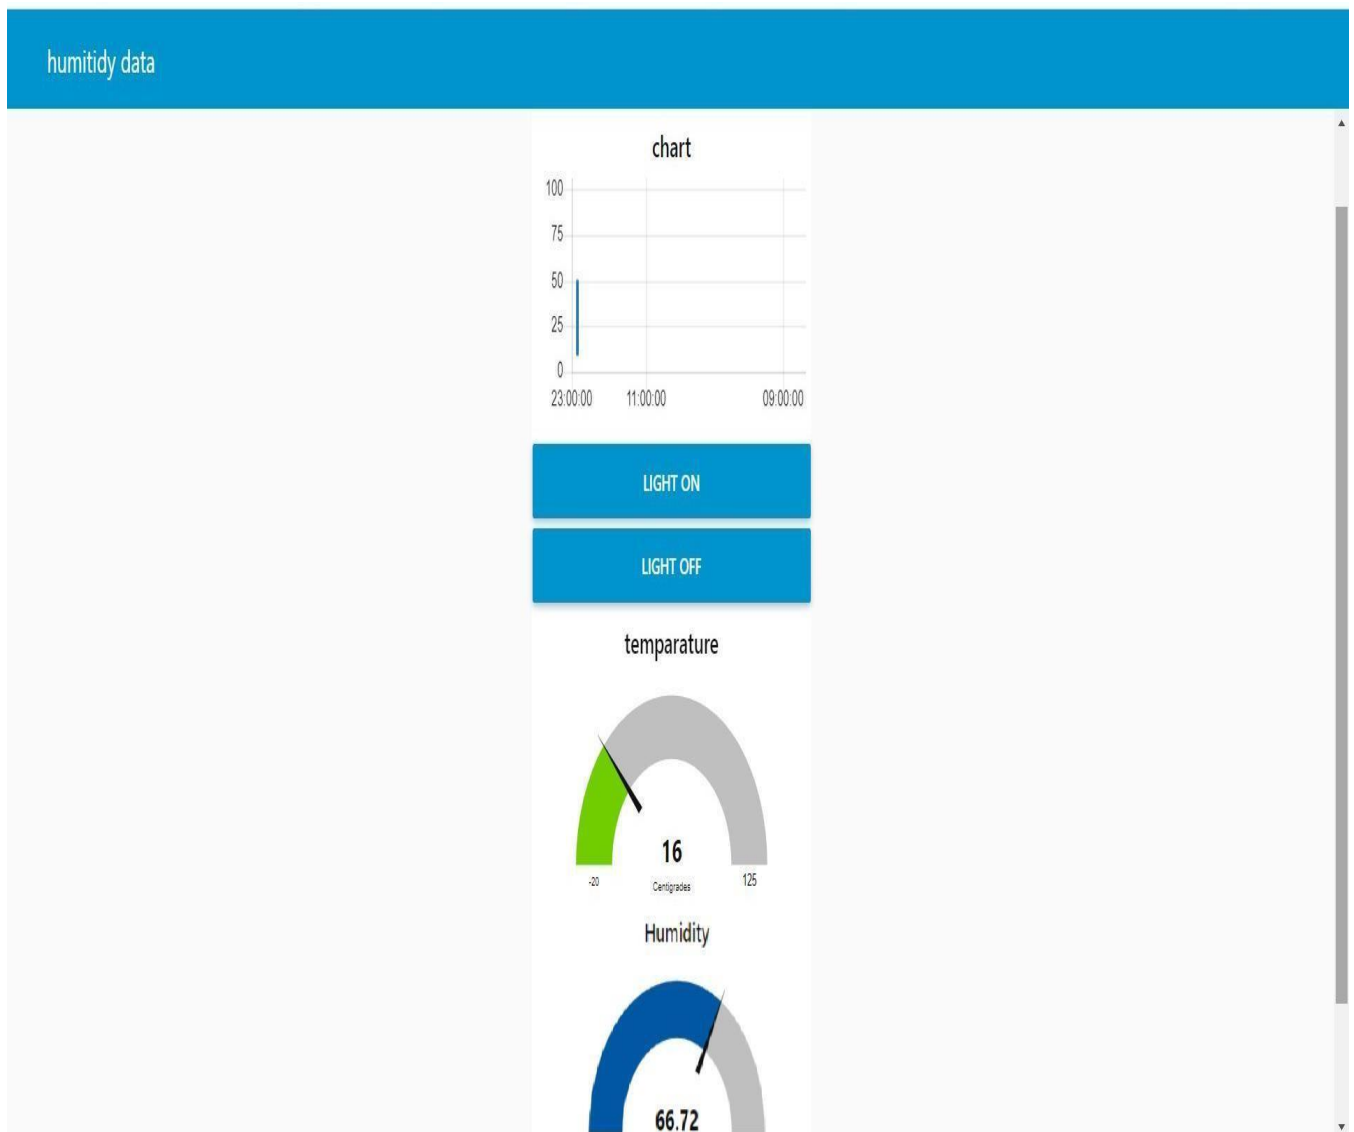 humitidy data
chart
100
75
50
25
0
23:00:00 11:00:00 09:00:00
LIGHT ON
LIGHT OFF
temparature
16
-20 Centigrades 125
Humidity
66.72